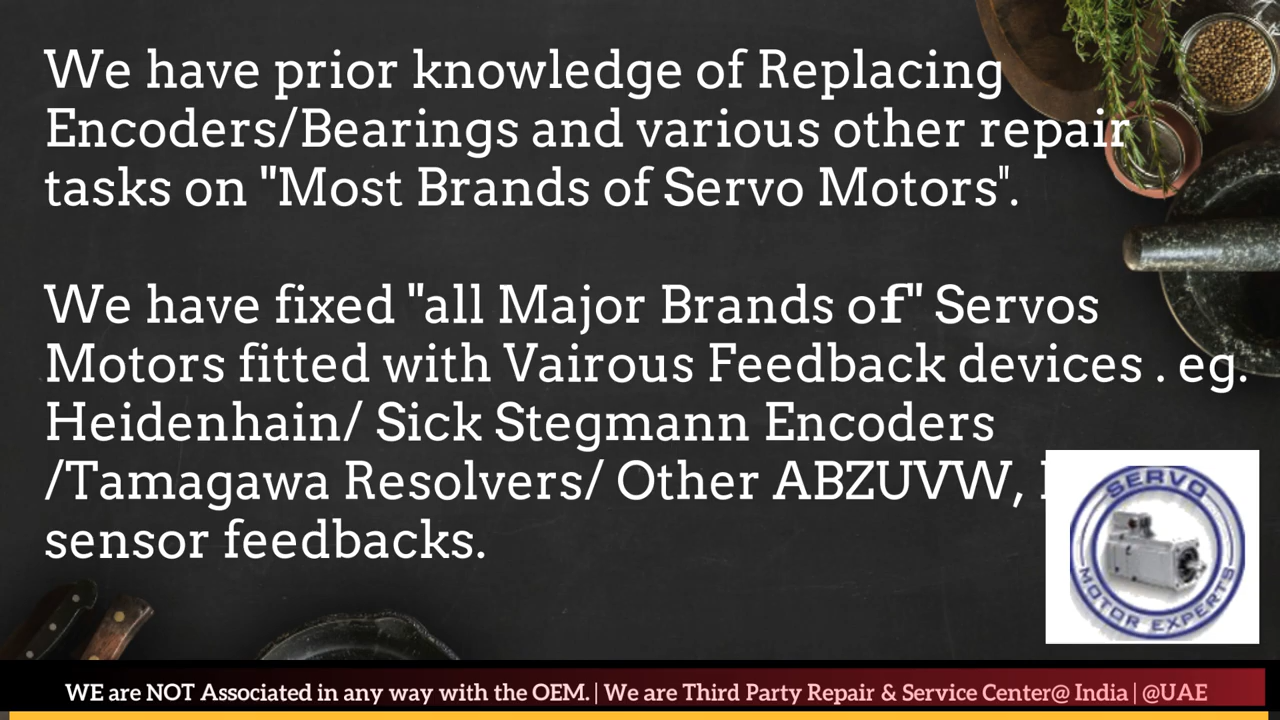 We have prior knowledge of Replacing
Encoders/Bearings and various other repair
tasks on "Most Brands of Servo Motors".
We have fixed "all Major Brands of" Servos
Motors fitted with Vairous Feedback devices . eg.
Heidenhain/ Sick Stegmann Encoders
/Tamagawa Resolvers/ Other ABZUVW,
sensor feedbacks.
SERVO
MOTOR EXPERTS
WE are NOT Associated in any way with the OEM. | We are Third Party Repair & Service Center@ India | @UAE